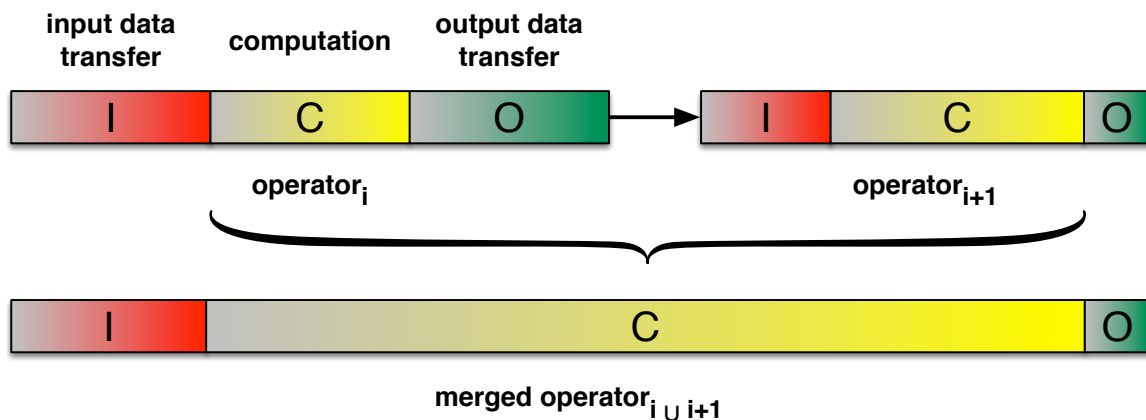 input data
transfer
computation
output data
transfer
I
C
O
I
C
O
operator_i
operator_i+1
I
C
O
merged operator_i ∪ i+1